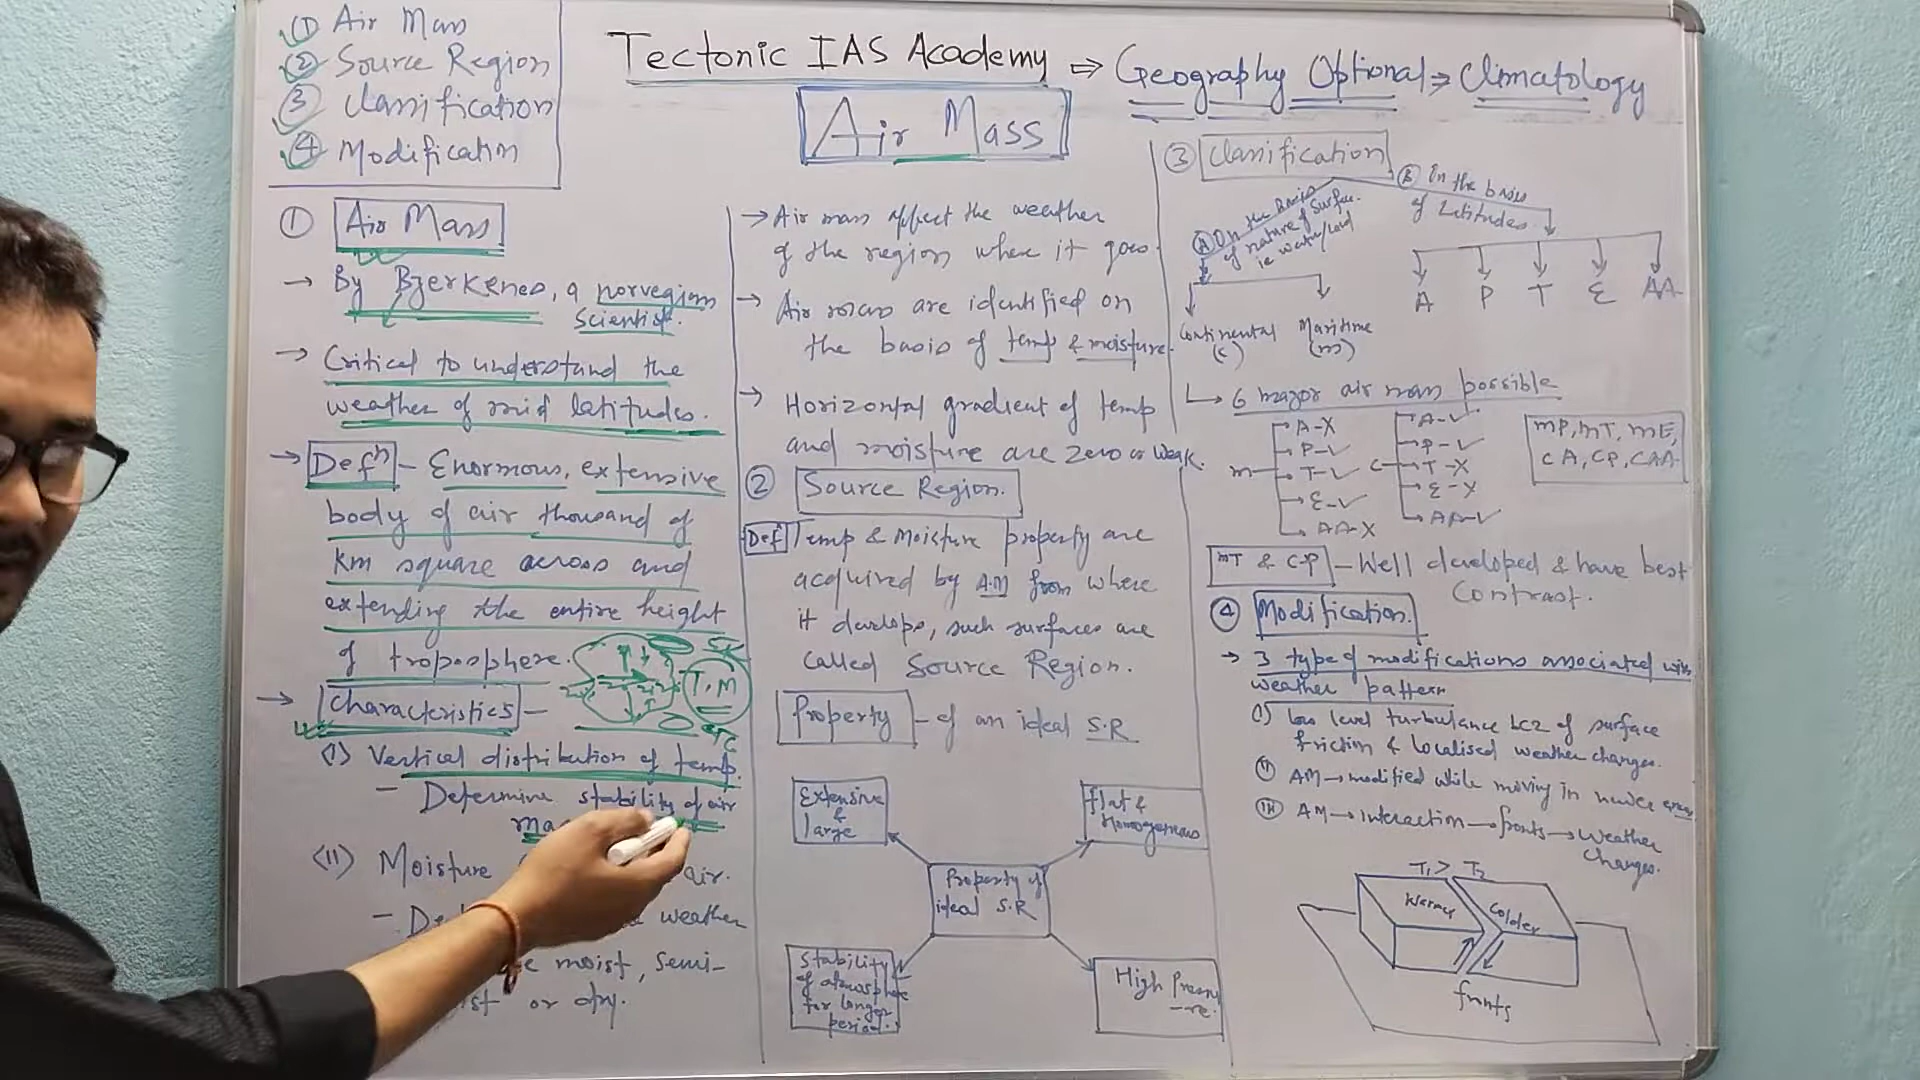 ① Air Mass
② Source Region
③ Classification
④ Modification
Tectonic IAS Academy ⇒ Geography Optional ⇒ Climatology
Air Mass
① Air Mass
→ By Bjerkenes, a norvegian
Scientist.
→ Critical to understand the
weather of mid latitudes.
→ Defⁿ - Enormous, extensive
body of air thousand of
km square across and
extending the entire height
of troposphere.
T.M
→ Characteristics -
(I) Vertical distribution of temp.
- Determine stability of air
(II) Moisture air.
weather
moist, semi-
or dry.
→ Air mass affect the weather
of the region where it goes.
→ Air mass are identified on
the basis of temp & moisture.
→ Horizontal gradient of temp
and moisture are zero or weak.
② Source Region.
Def Temp & Moisture property are
acquired by A.M from where
it develops, such surfaces are
called Source Region.
Property - of an ideal S.R
Extensive
&
large
flat &
Homogenous
Property of
ideal S.R
Stability
of atmosphere
for longer
period.
High Pressu
-re.
③ Classification
Ⓐ On the Basis
of nature of surface
ie water/land
Ⓑ On the basis
of Latitudes
A P T E AA
Continental Maritime
(c) (m)
↳ 6 major air mass possible
m
A-X
P-✓
T-✓
E-✓
AA-X
c
A-✓
P-✓
T-X
E-X
AA-✓
mP, mT, mE,
cA, cP, cAA.
mT & cP - Well developed & have best
Contrast.
④ Modification.
→ 3 type of modifications associated with
weather pattern
(I) low level turbulance of surface
friction & localised weather changes.
(II) AM → modified while moving in areas
(III) AM → interaction → fronts → Weather
Changes.
T₁ > T₂
Warmer
Colder
fronts